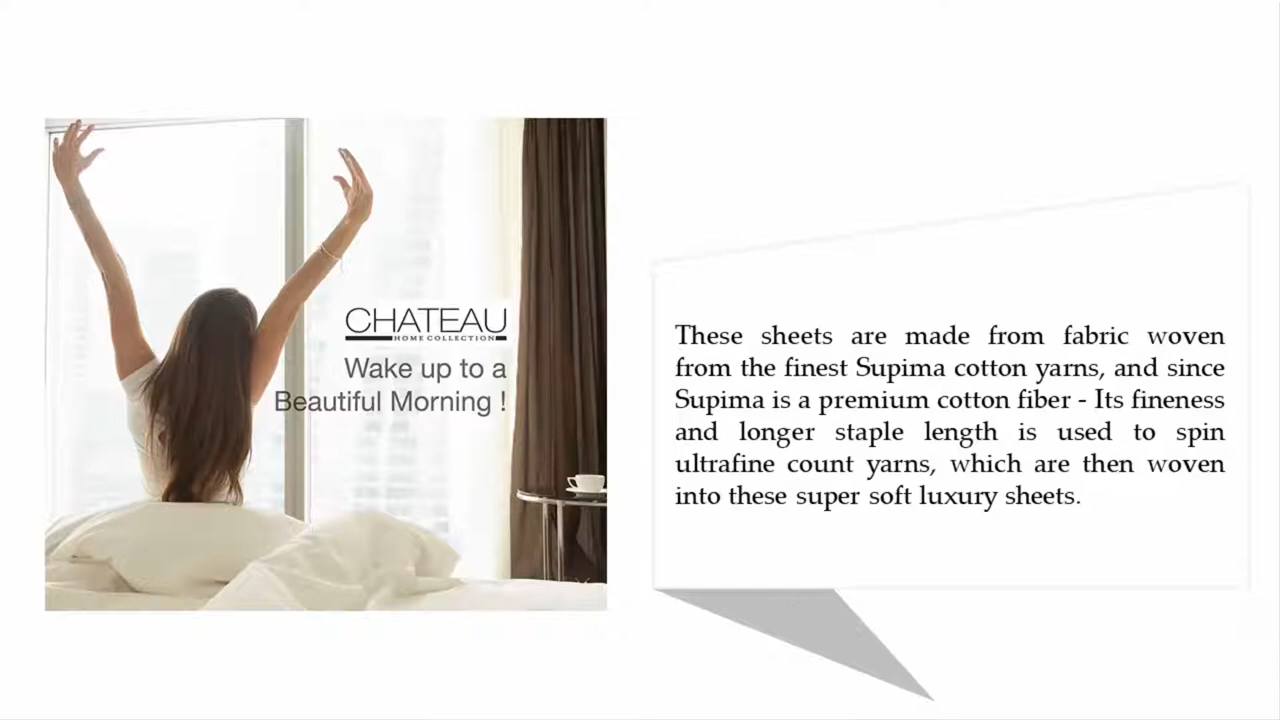 CHATEAU
HOME COLLECTION
Wake up to a
Beautiful Morning !
These sheets are made from fabric woven
from the finest Supima cotton yarns, and since
Supima is a premium cotton fiber - Its fineness
and longer staple length is used to spin
ultrafine count yarns, which are then woven
into these super soft luxury sheets.